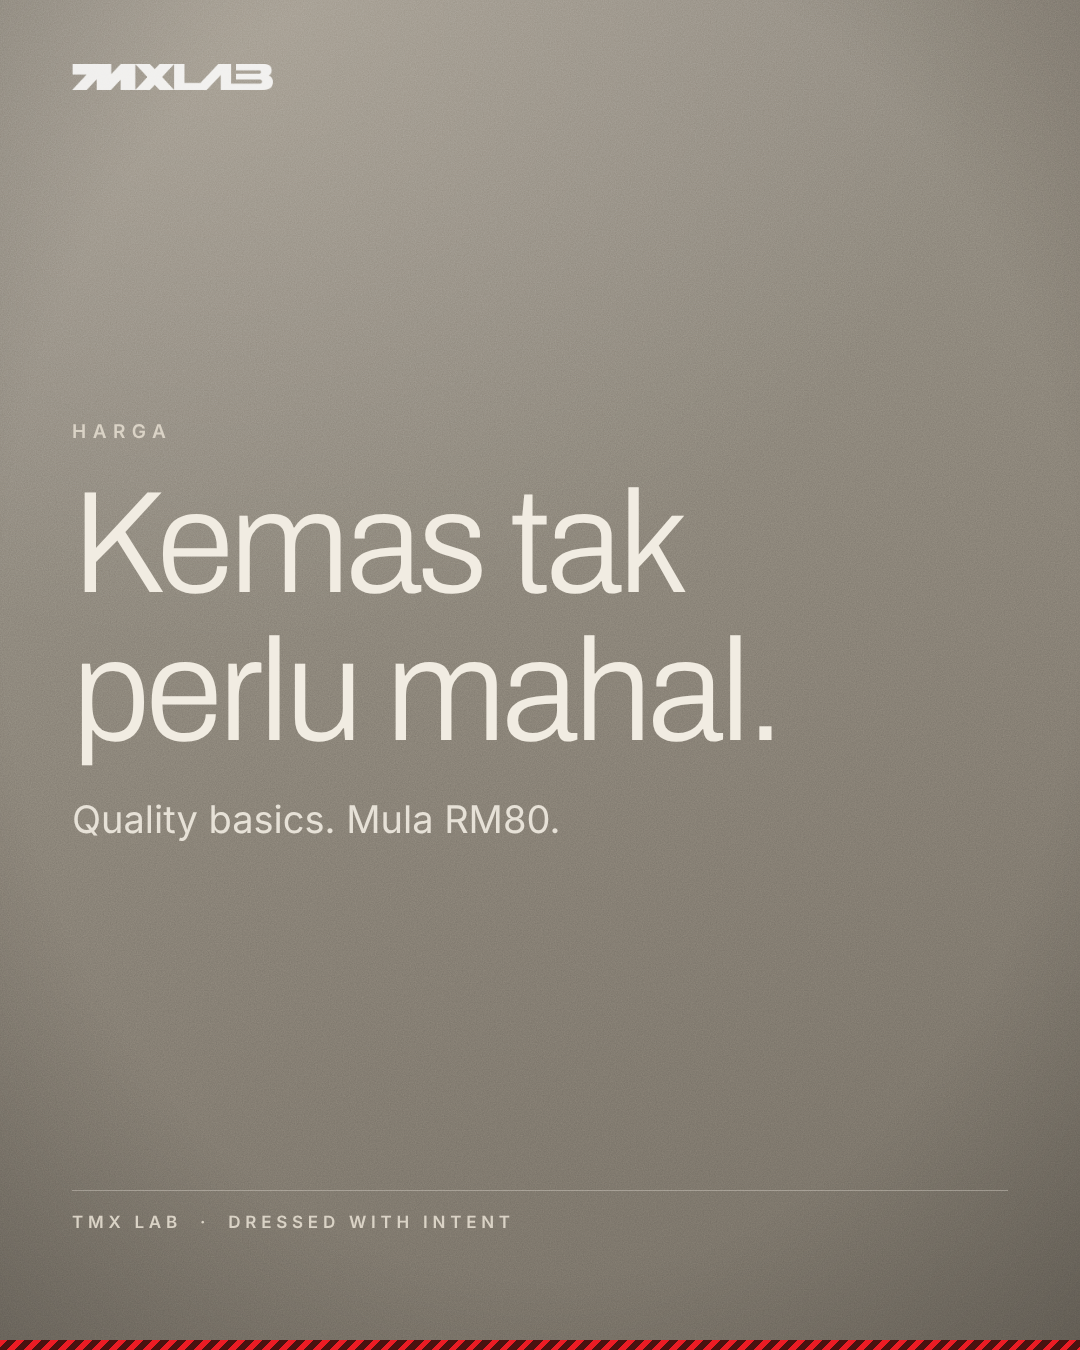 TMXLAB
HARGA
Kemas tak
perlu mahal.
Quality basics. Mula RM80.
TMX LAB · DRESSED WITH INTENT